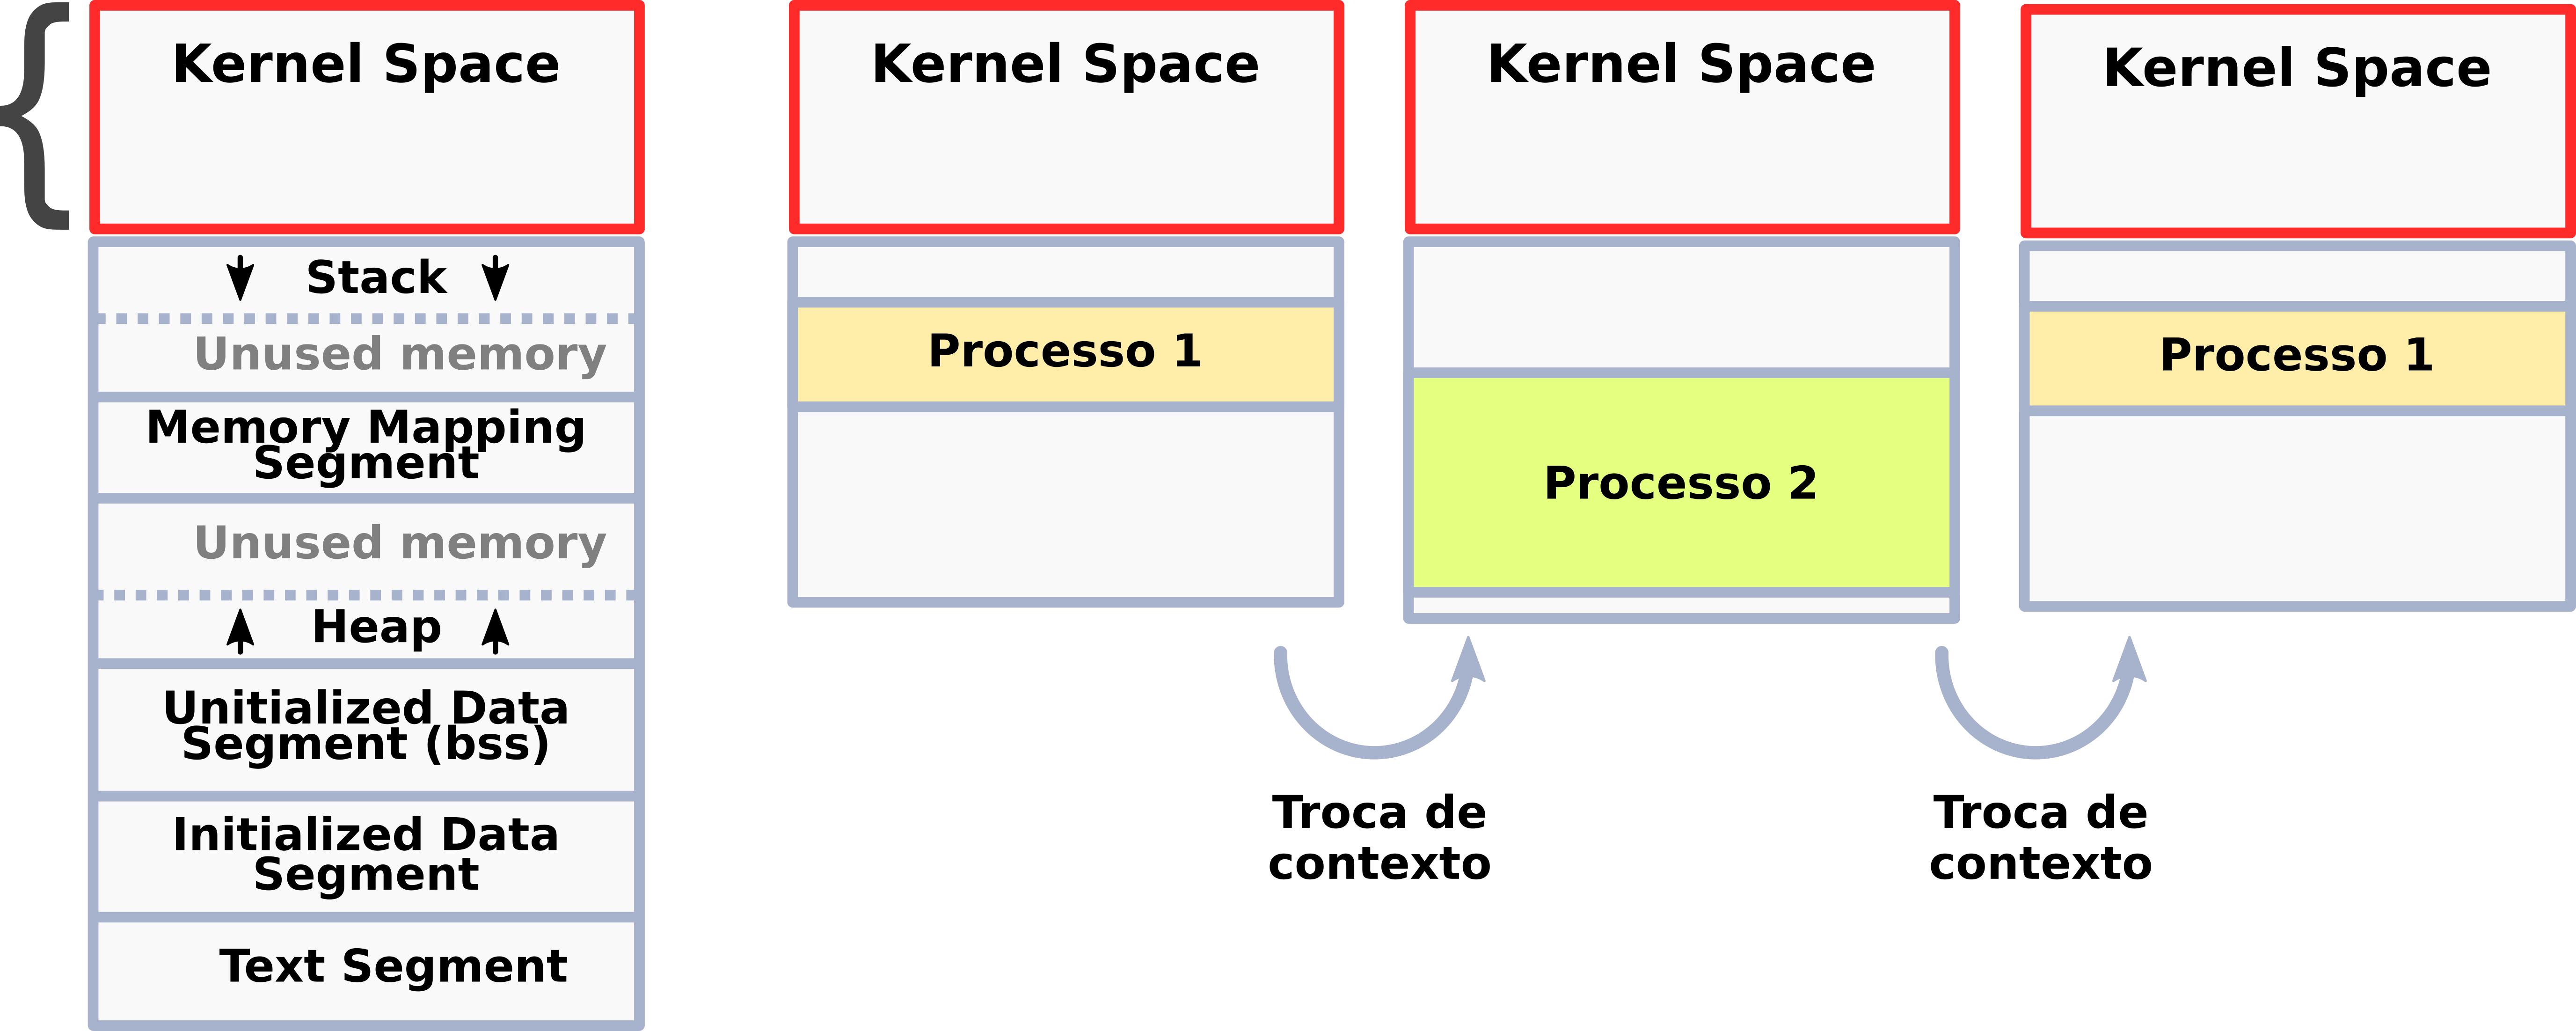 Kernel Space
Stack
Unused memory
Memory Mapping
Segment
Unused memory
Heap
Unitialized Data
Segment (bss)
Initialized Data
Segment
Text Segment
Kernel Space
Processo 1
Kernel Space
Processo 2
Kernel Space
Processo 1
Troca de
contexto
Troca de
contexto